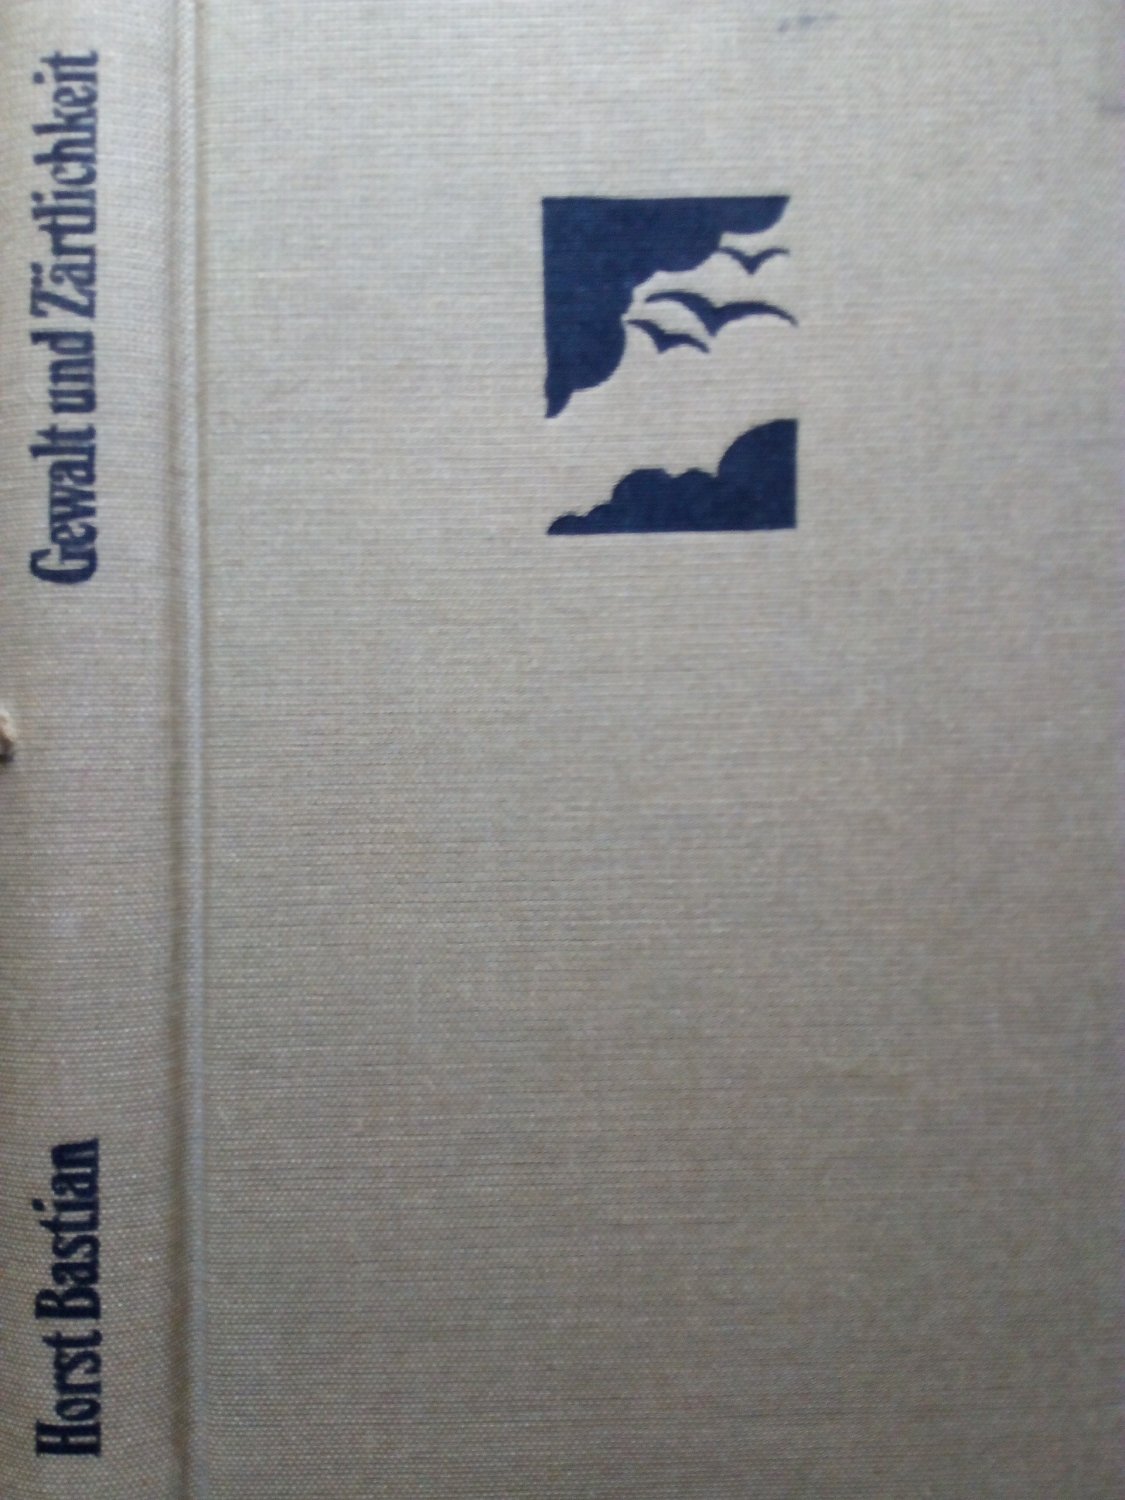 Horst Bastian
Gewalt und Zärtlichkeit